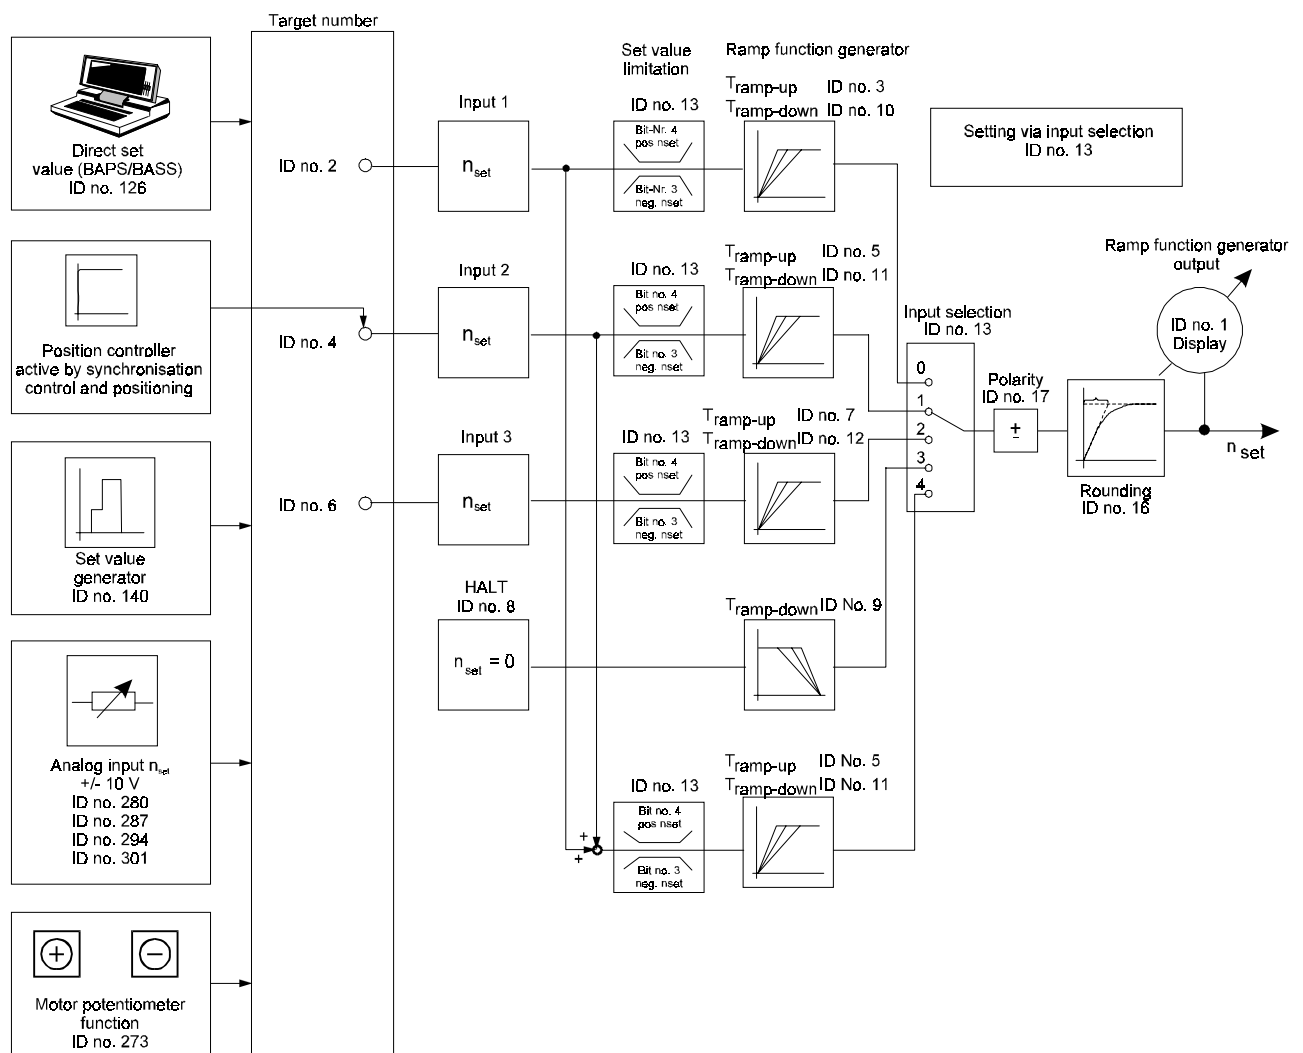 Target number
Direct set
value (BAPS/BASS)
ID no. 126
Position controller
active by synchronisation
control and positioning
Set value
generator
ID no. 140
Analog input n set
+/- 10 V
ID no. 280
ID no. 287
ID no. 294
ID no. 301
+
−
Motor potentiometer
function
ID no. 273
ID no. 2
ID no. 4
ID no. 6
Input 1
n set
Input 2
n set
Input 3
n set
HALT
ID no. 8
n set = 0
Set value
limitation
ID no. 13
Bit-Nr. 4
pos nset
Bit-Nr. 3
neg. nset
ID no. 13
Bit no. 4
pos nset
Bit no. 3
neg. nset
ID no. 13
Bit no. 4
pos nset
Bit no. 3
neg. nset
+
+
ID no. 13
Bit no. 4
pos nset
Bit no. 3
neg. nset
Ramp function generator
Tramp-up ID no. 3
Tramp-down ID no. 10
Tramp-up ID no. 5
Tramp-down ID no. 11
Tramp-up ID no. 7
Tramp-down ID no. 12
Tramp-down ID No. 9
Tramp-up ID No. 5
Tramp-down ID No. 11
Setting via input selection
ID no. 13
Input selection
ID no. 13
0
1
2
3
4
Polarity
ID no. 17
±
Rounding
ID no. 16
Ramp function generator
output
ID no. 1
Display
n set